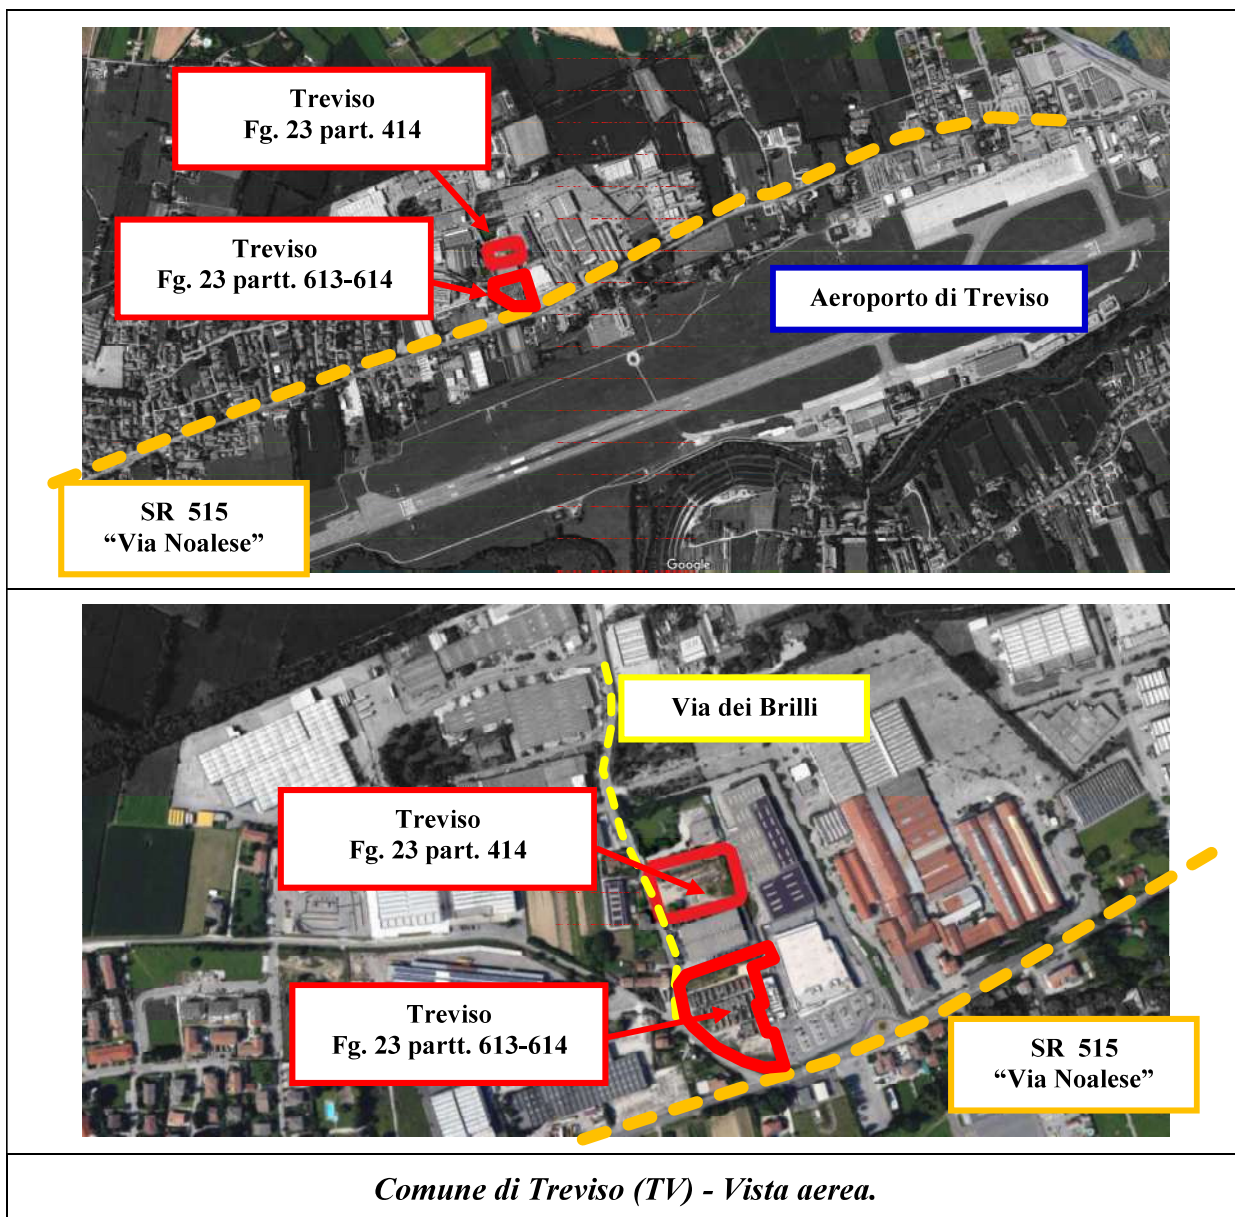 Treviso
Fg. 23 part. 414
Treviso
Fg. 23 partt. 613-614
Aeroporto di Treviso
SR 515
“Via Noalese”
Google
Via dei Brilli
Treviso
Fg. 23 part. 414
Treviso
Fg. 23 partt. 613-614
SR 515
“Via Noalese”
Comune di Treviso (TV) - Vista aerea.